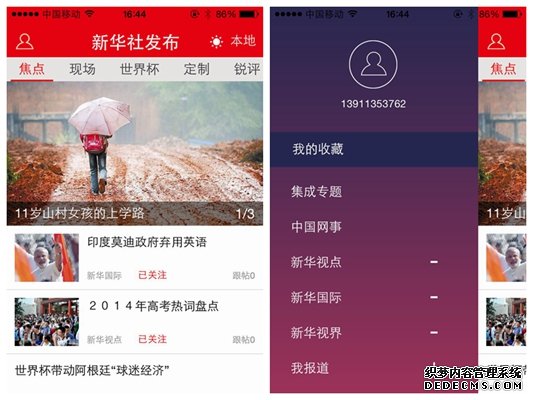 中国移动 16:44 86%
新华社发布 本地
焦点 现场 世界杯 定制 锐评
11岁山村女孩的上学路 1/3
印度莫迪政府弃用英语
新华国际 已关注 跟帖0
２０１４年高考热词盘点
新华视点 已关注 跟帖0
世界杯带动阿根廷“球迷经济”
中国移动 16:44 86%
13911353762
我的收藏
集成专题
中国网事
新华视点
新华国际
新华视界
我报道
焦点
织梦内容管理系统
DEDECMS.COM